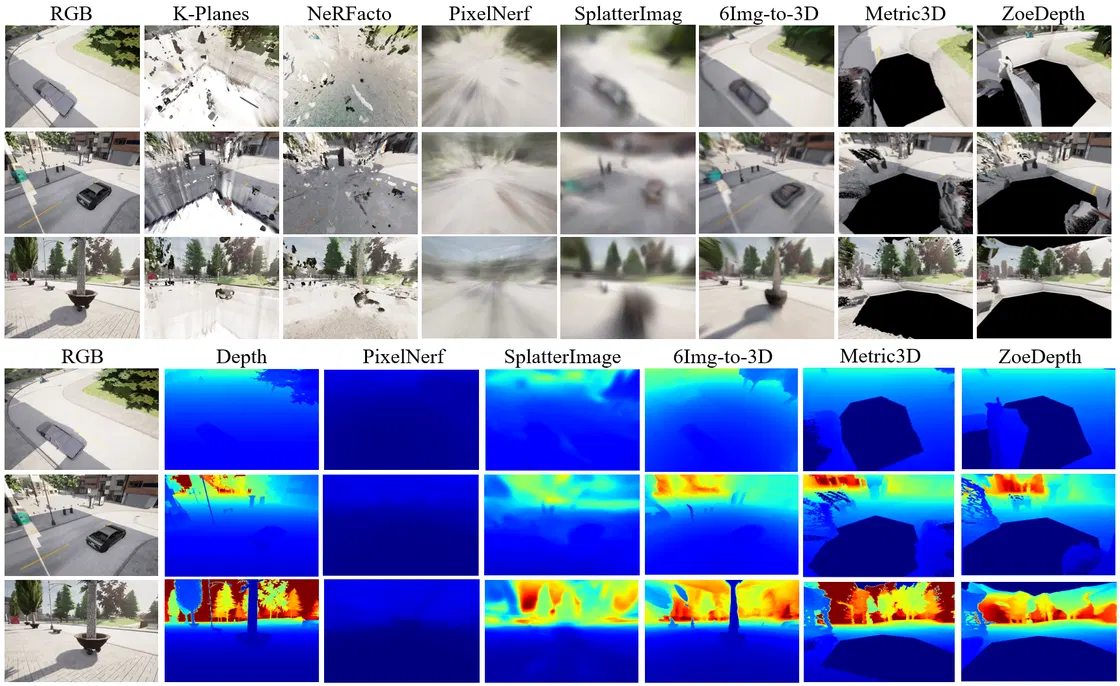 RGB K-Planes NeRFacto PixelNerf SplatterImag 6Img-to-3D Metric3D ZoeDepth
RGB Depth PixelNerf SplatterImage 6Img-to-3D Metric3D ZoeDepth